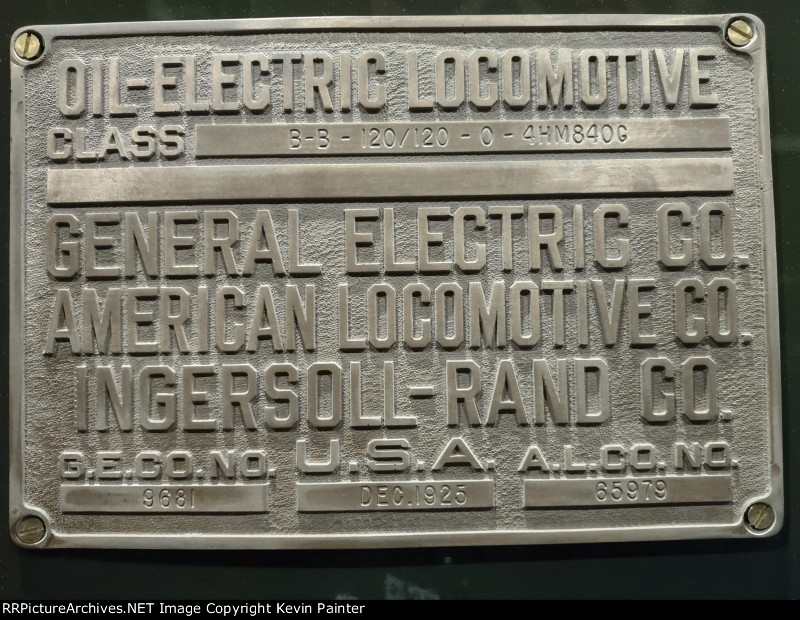 OIL-ELECTRIC LOCOMOTIVE
CLASS B-B - 120/120 - 0 - 4HM840G
GENERAL ELECTRIC CO.
AMERICAN LOCOMOTIVE CO.
INGERSOLL-RAND CO.
G.E.CO.NO. U.S.A. A.L.CO.NO.
9681 DEC.1925 65979
RRPictureArchives.NET Image Copyright Kevin Painter